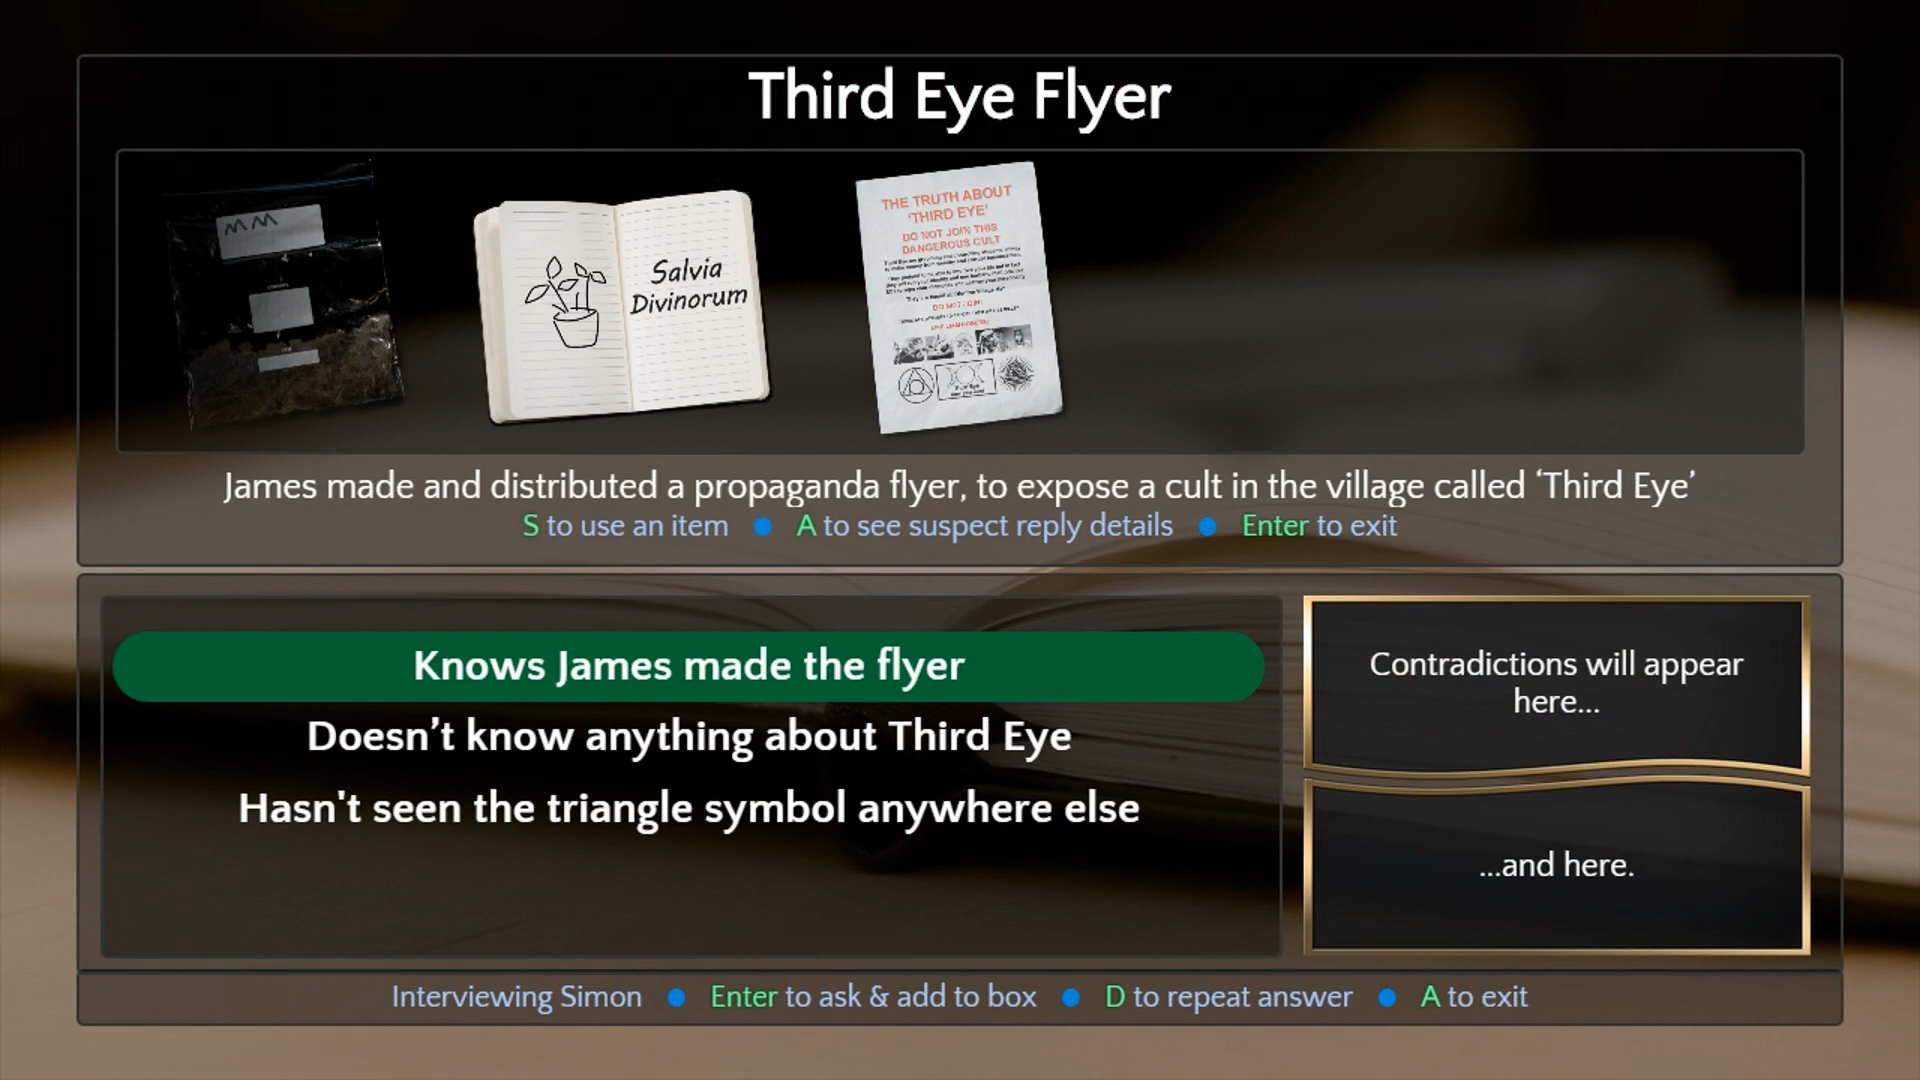 Third Eye Flyer
MM
Salvia
Divinorum
THE TRUTH ABOUT
'THIRD EYE'
DO NOT JOIN THIS
DANGEROUS CULT
James made and distributed a propaganda flyer, to expose a cult in the village called ‘Third Eye’
S to use an item A to see suspect reply details Enter to exit
Knows James made the flyer
Doesn’t know anything about Third Eye
Hasn't seen the triangle symbol anywhere else
Contradictions will appear
here...
...and here.
Interviewing Simon Enter to ask & add to box D to repeat answer A to exit